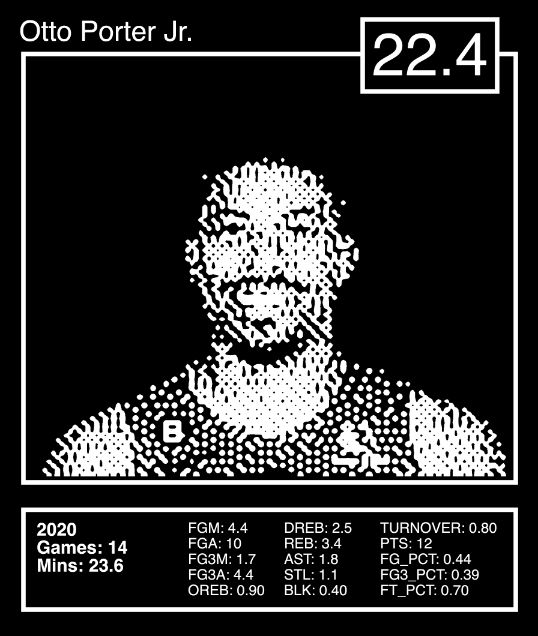 Otto Porter Jr.
22.4
B
2020
Games: 14
Mins: 23.6
FGM: 4.4
FGA: 10
FG3M: 1.7
FG3A: 4.4
OREB: 0.90
DREB: 2.5
REB: 3.4
AST: 1.8
STL: 1.1
BLK: 0.40
TURNOVER: 0.80
PTS: 12
FG_PCT: 0.44
FG3_PCT: 0.39
FT_PCT: 0.70